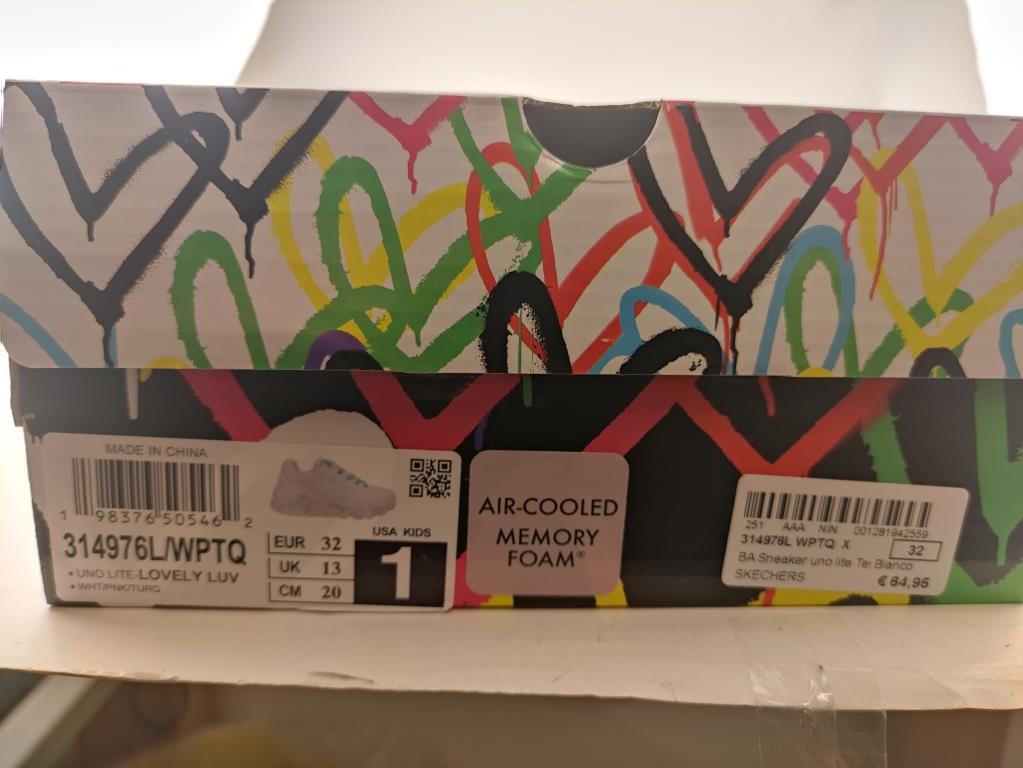 MADE IN CHINA
1 98376 50546 2
314976L/WPTQ
• UNO LITE-LOVELY LUV
• WHT/PNK/TURQ
EUR 32
UK 13
CM 20
USA KIDS
1
AIR-COOLED
MEMORY
FOAM®
251 AAA NIN 001281942559
314976L WPTQ X
32
BA Sneaker uno lite Te: Bianco
SKECHERS
€ 64,95